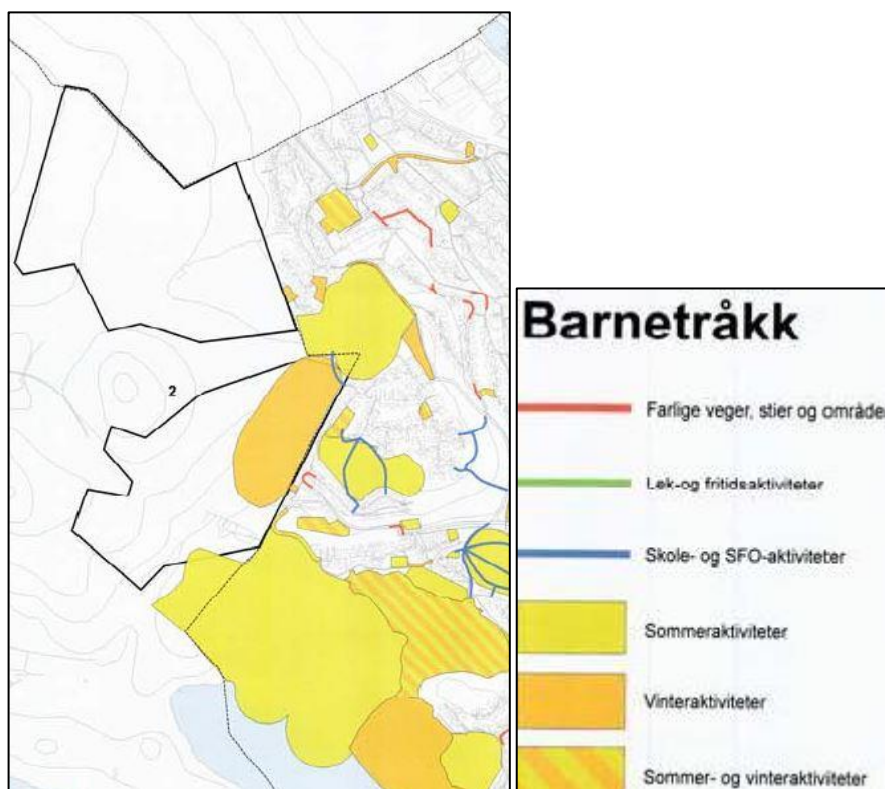 2
Barnetråkk
Farlige veger, stier og område
Lek-og fritidsaktiviteter
Skole- og SFO-aktiviteter
Sommeraktiviteter
Vinteraktiviteter
Sommer- og vinteraktiviteter